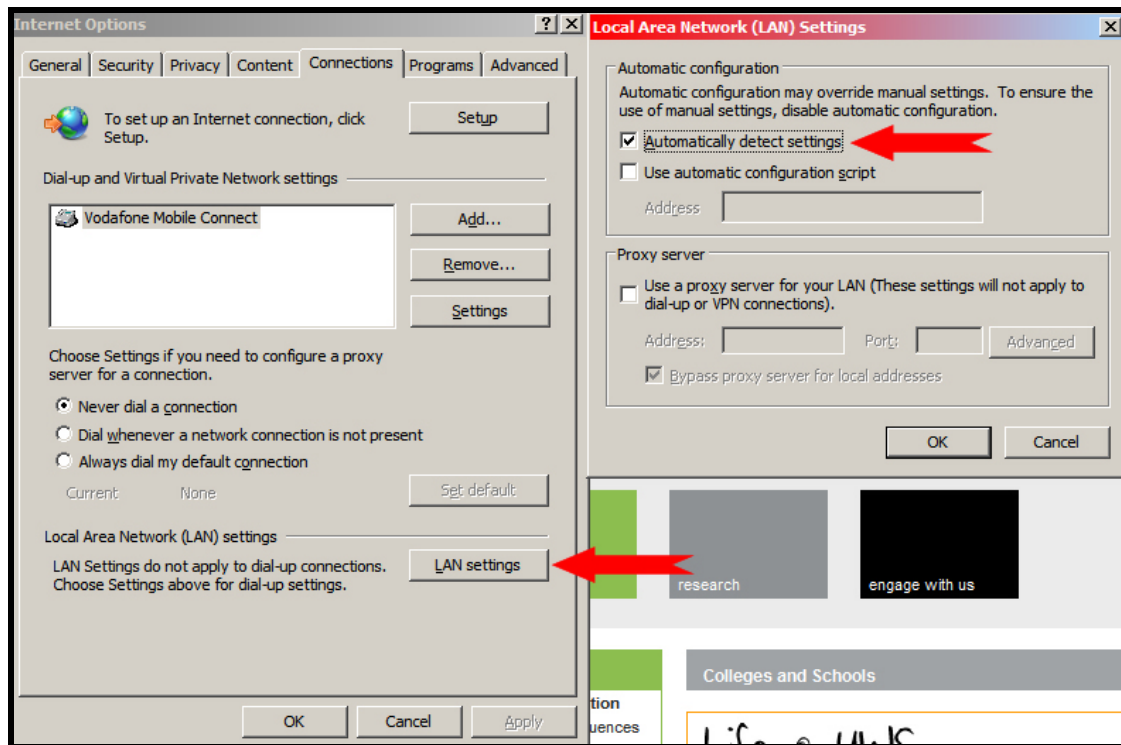 Internet Options
General Security Privacy Content Connections Programs Advanced
To set up an Internet connection, click
Setup.
Setup
Dial-up and Virtual Private Network settings
Vodafone Mobile Connect
Add...
Remove...
Settings
Choose Settings if you need to configure a proxy
server for a connection.
Never dial a connection
Dial whenever a network connection is not present
Always dial my default connection
Current None
Set default
Local Area Network (LAN) settings
LAN Settings do not apply to dial-up connections.
Choose Settings above for dial-up settings.
LAN settings
OK Cancel Apply
Local Area Network (LAN) Settings
Automatic configuration
Automatic configuration may override manual settings. To ensure the
use of manual settings, disable automatic configuration.
Automatically detect settings
Use automatic configuration script
Address
Proxy server
Use a proxy server for your LAN (These settings will not apply to
dial-up or VPN connections).
Address: Port: Advanced
Bypass proxy server for local addresses
OK Cancel
research engage with us
Colleges and Schools
tion
uences